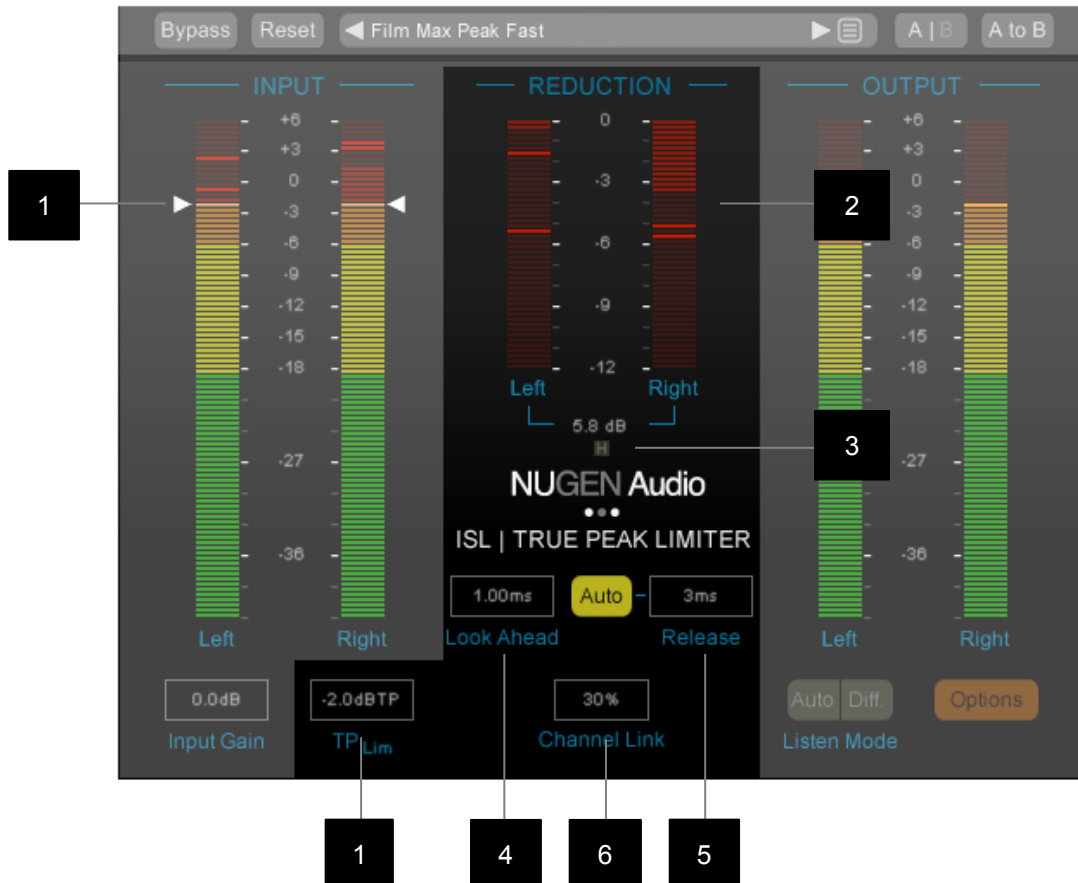 Bypass Reset Film Max Peak Fast A | B A to B
INPUT REDUCTION OUTPUT
+6 0 +6
+3 +3
0 -3 0
-3 -3
-6 -6 -6
-9 -9
-12 -9 -12
-15 -15
-18 -12 -18
Left Right
5.8 dB
H
-27 -27
NUGEN Audio
ISL | TRUE PEAK LIMITER
-36 -36
1.00ms Auto 3ms
Left Right Look Ahead Release Left Right
0.0dB -2.0dBTP 30% Auto Diff. Options
Input Gain TP Lim Channel Link Listen Mode
1
2
3
1 4 6 5